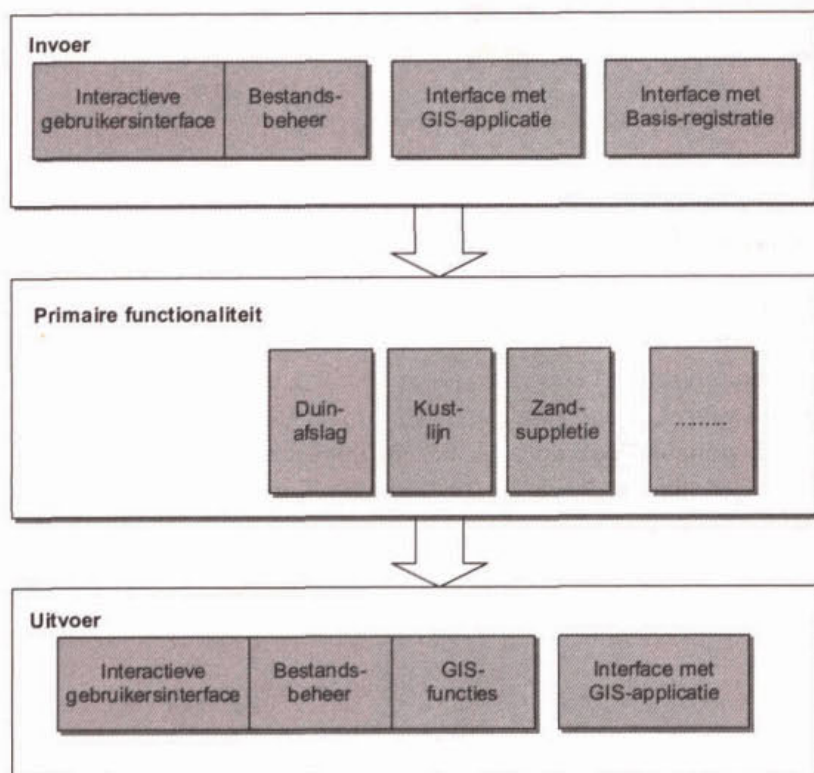 Invoer
Interactieve
gebruikersinterface
Bestands-
beheer
Interface met
GIS-applicatie
Interface met
Basis-registratie
Primaire functionaliteit
Duin-
afslag
Kust-
lijn
Zand-
suppletie
.........
Uitvoer
Interactieve
gebruikersinterface
Bestands-
beheer
GIS-
functies
Interface met
GIS-applicatie